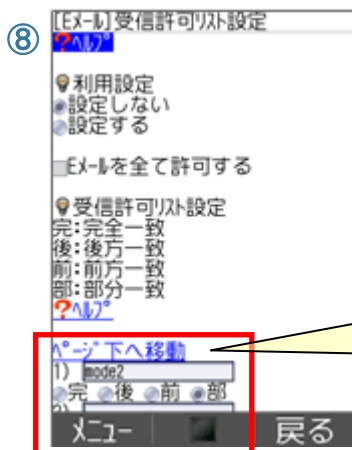 ⑧
[Eﾒｰﾙ]受信許可ﾘｽﾄ設定
?ﾍﾙﾌﾟ
利用設定
設定しない
設定する
Eﾒｰﾙを全て許可する
受信許可ﾘｽﾄ設定
完:完全一致
後:後方一致
前:前方一致
部:部分一致
?ﾍﾙﾌﾟ
ﾍﾟｰｼﾞ下へ移動
1) mode2
完 後 前 部
メニュー 戻る